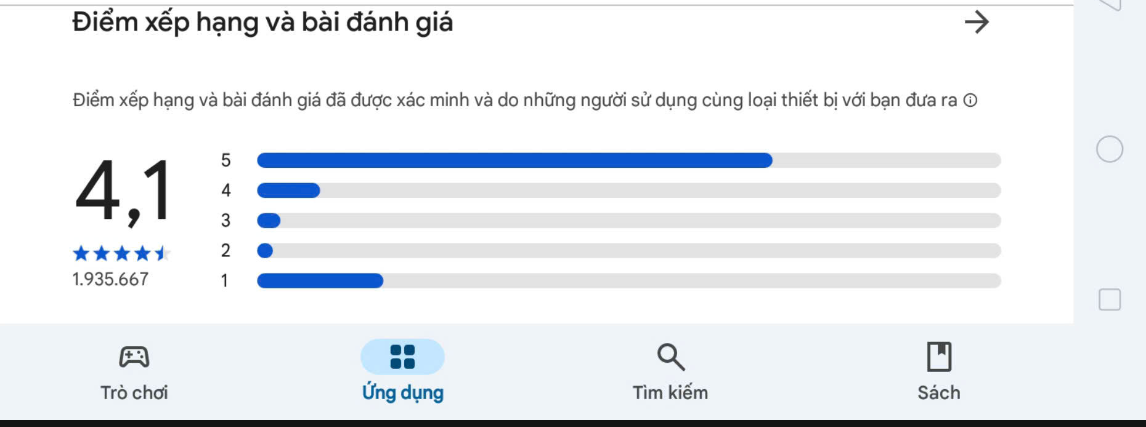 Điểm xếp hạng và bài đánh giá
Điểm xếp hạng và bài đánh giá đã được xác minh và do những người sử dụng cùng loại thiết bị với bạn đưa ra
4,1
1.935.667
5
4
3
2
1
Trò chơi
Ứng dụng
Tìm kiếm
Sách